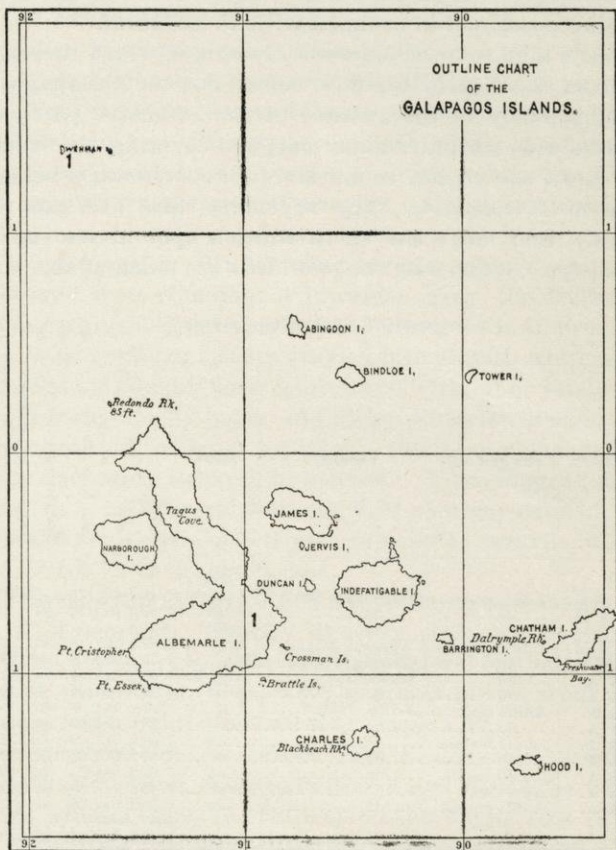 92
91
90
OUTLINE CHART
OF THE
GALAPAGOS ISLANDS.
1
1
1
ABINGDON I.
BINDLOE I.
TOWER I.
Redondo Rk.
85 ft.
0
0
Tagus
Cove.
JAMES I.
NARBOROUGH
I.
JERVIS I.
DUNCAN I.
INDEFATIGABLE I.
1
ALBEMARLE I.
CHATHAM I.
Dalrymple Rk.
BARRINGTON I.
Pt. Cristopher
Crossman Is.
Freshwater
Bay.
1
Pt. Essex.
Brattle Is.
CHARLES I.
Blackbeach Rk.
HOOD I.
92
91
90